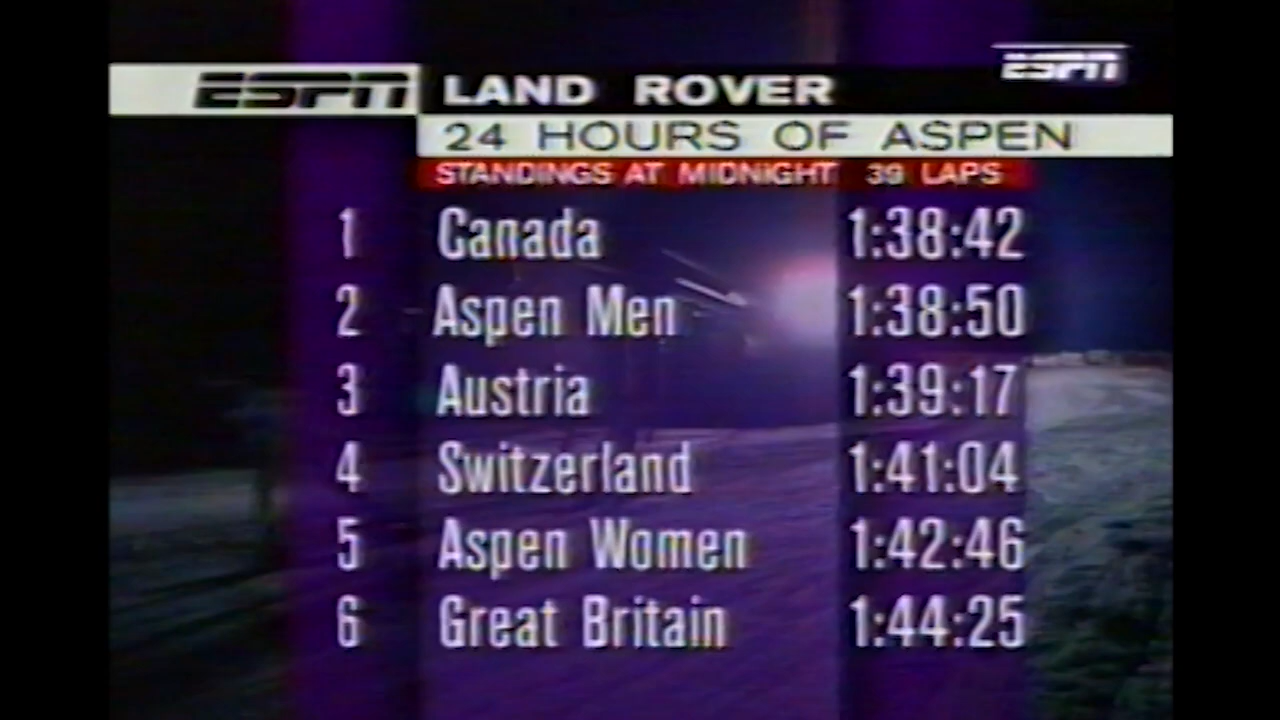 ESPN
ESPN LAND ROVER
24 HOURS OF ASPEN
STANDINGS AT MIDNIGHT 39 LAPS
1 Canada 1:38:42
2 Aspen Men 1:38:50
3 Austria 1:39:17
4 Switzerland 1:41:04
5 Aspen Women 1:42:46
6 Great Britain 1:44:25